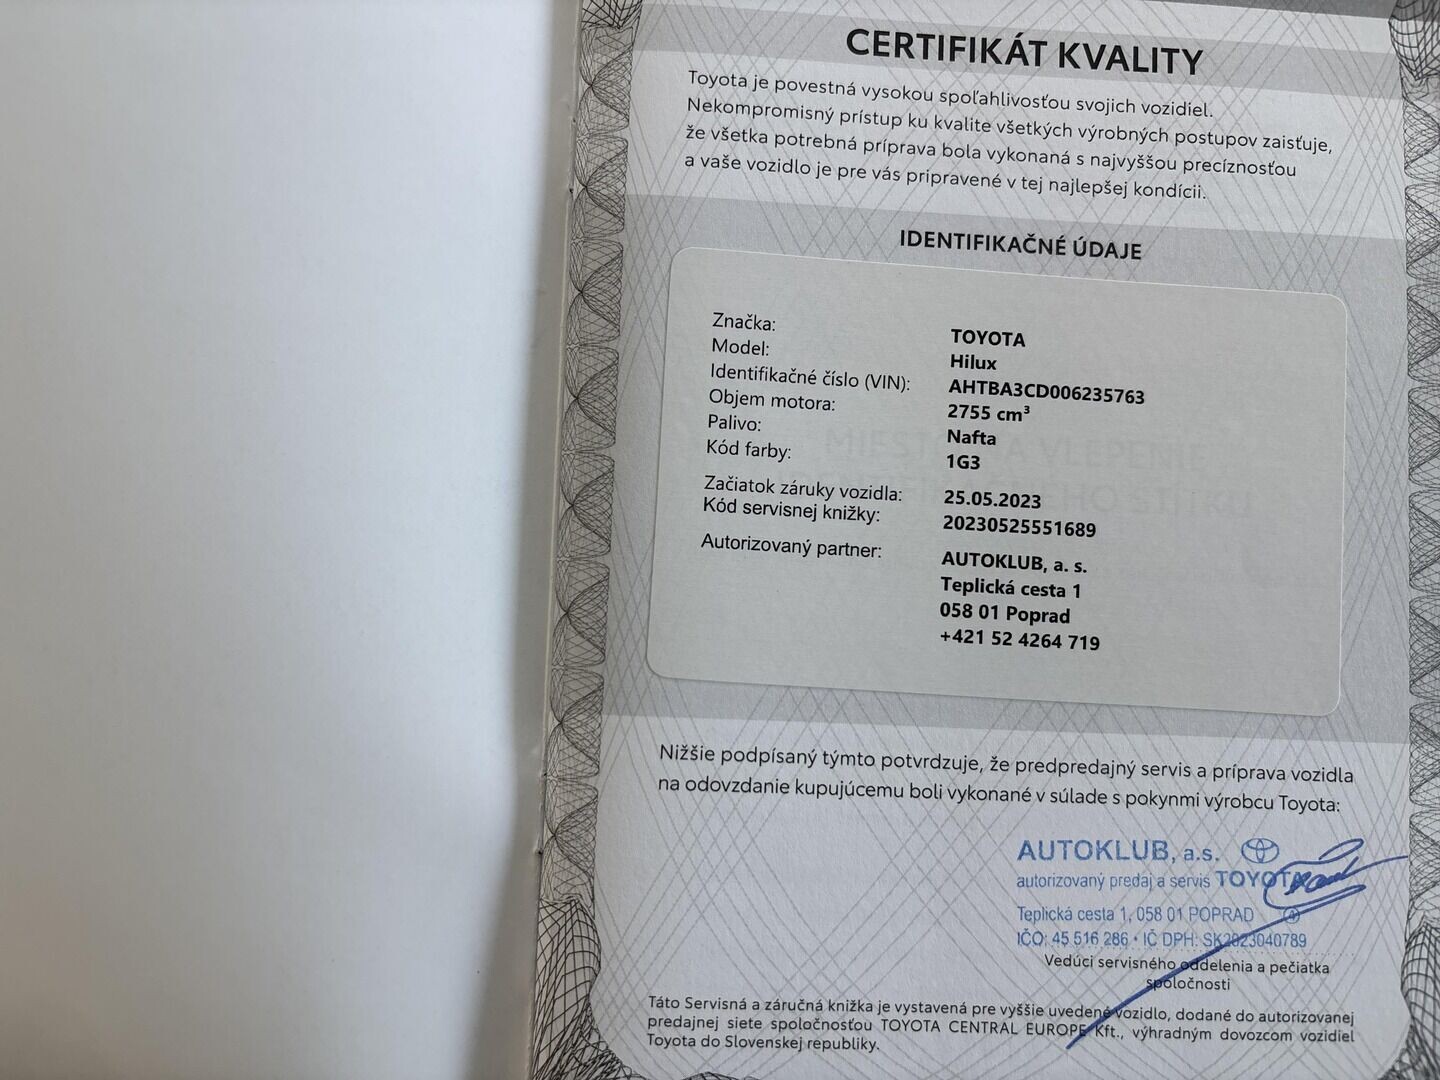 CERTIFIKÁT KVALITY
Toyota je povestná vysokou spoľahlivosťou svojich vozidiel.
Nekompromisný prístup ku kvalite všetkých výrobných postupov zaisťuje,
že všetka potrebná príprava bola vykonaná s najvyššou precíznosťou
a vaše vozidlo je pre vás pripravené v tej najlepšej kondícii.
IDENTIFIKAČNÉ ÚDAJE
Značka: TOYOTA
Model: Hilux
Identifikačné číslo (VIN): AHTBA3CD006235763
Objem motora: 2755 cm³
Palivo: Nafta
Kód farby: 1G3
Začiatok záruky vozidla: 25.05.2023
Kód servisnej knižky: 20230525551689
Autorizovaný partner: AUTOKLUB, a. s.
Teplická cesta 1
058 01 Poprad
+421 52 4264 719
Nižšie podpísaný týmto potvrdzuje, že predpredajný servis a príprava vozidla
na odovzdanie kupujúcemu boli vykonané v súlade s pokynmi výrobcu Toyota:
AUTOKLUB, a.s.
autorizovaný predaj a servis TOYOTA
Teplická cesta 1, 058 01 POPRAD
IČO: 45 516 286 • IČ DPH: SK2023040789
Vedúci servisného oddelenia a pečiatka
spoločnosti
Táto Servisná a záručná knižka je vystavená pre vyššie uvedené vozidlo, dodané do autorizovanej
predajnej siete spoločnosťou TOYOTA CENTRAL EUROPE Kft., výhradným dovozcom vozidiel
Toyota do Slovenskej republiky.